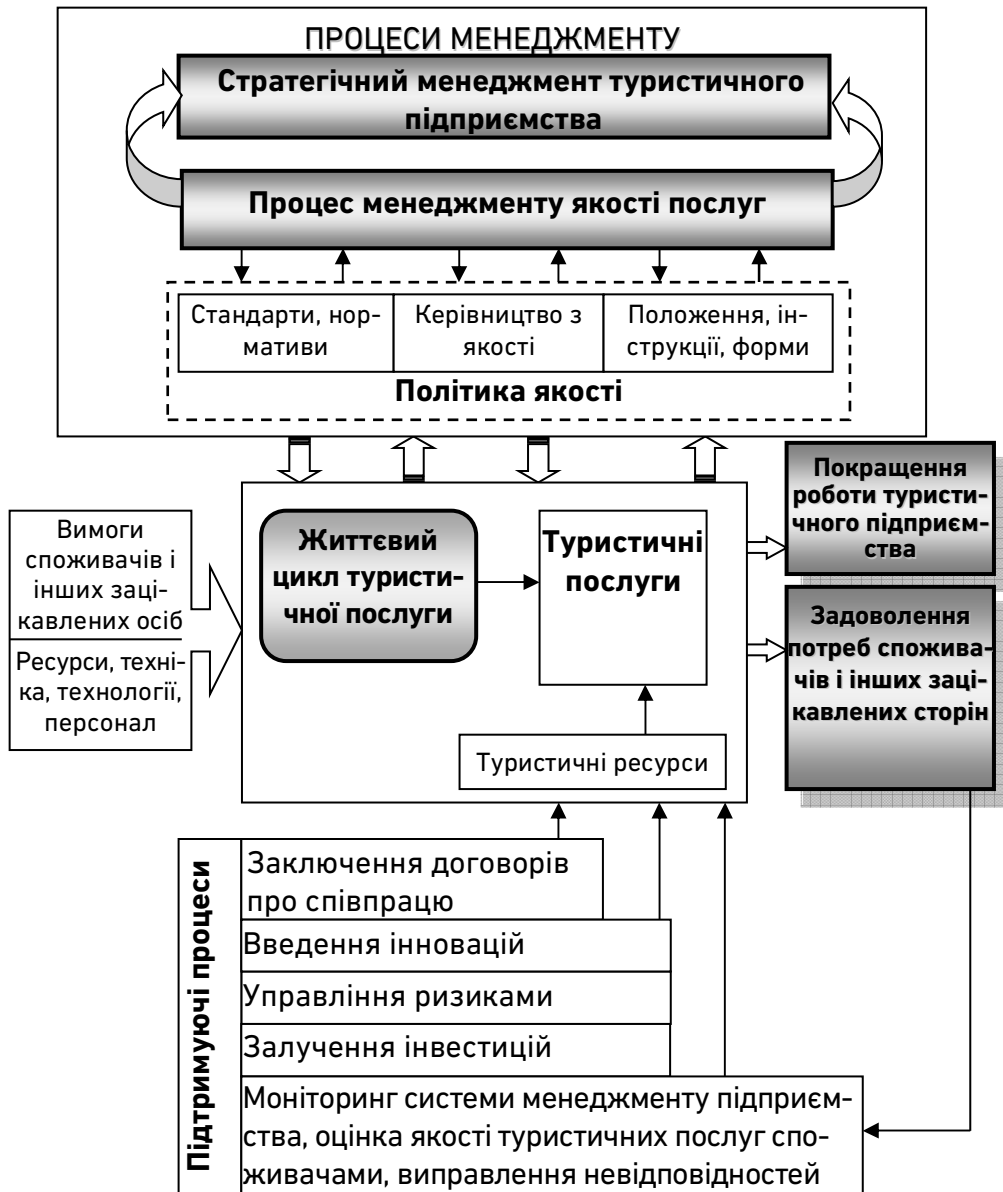 ПРОЦЕСИ МЕНЕДЖМЕНТУ
Стратегічний менеджмент туристичного
підприємства
Процес менеджменту якості послуг
Стандарти, нор-
мативи
Керівництво з
якості
Положення, ін-
струкції, форми
Політика якості
Вимоги
споживачів і
інших заці-
кавлених осіб
Ресурси, техні-
ка, технології,
персонал
Життєвий
цикл туристи-
чної послуги
Туристичні
послуги
Туристичні ресурси
Покращення
роботи туристи-
чного підприєм-
ства
Задоволення
потреб спожива-
чів і інших заці-
кавлених сторін
Підтримуючі процеси
Заключення договорів
про співпрацю
Введення інновацій
Управління ризиками
Залучення інвестицій
Моніторинг системи менеджменту підприєм-
ства, оцінка якості туристичних послуг спо-
живачами, виправлення невідповідностей